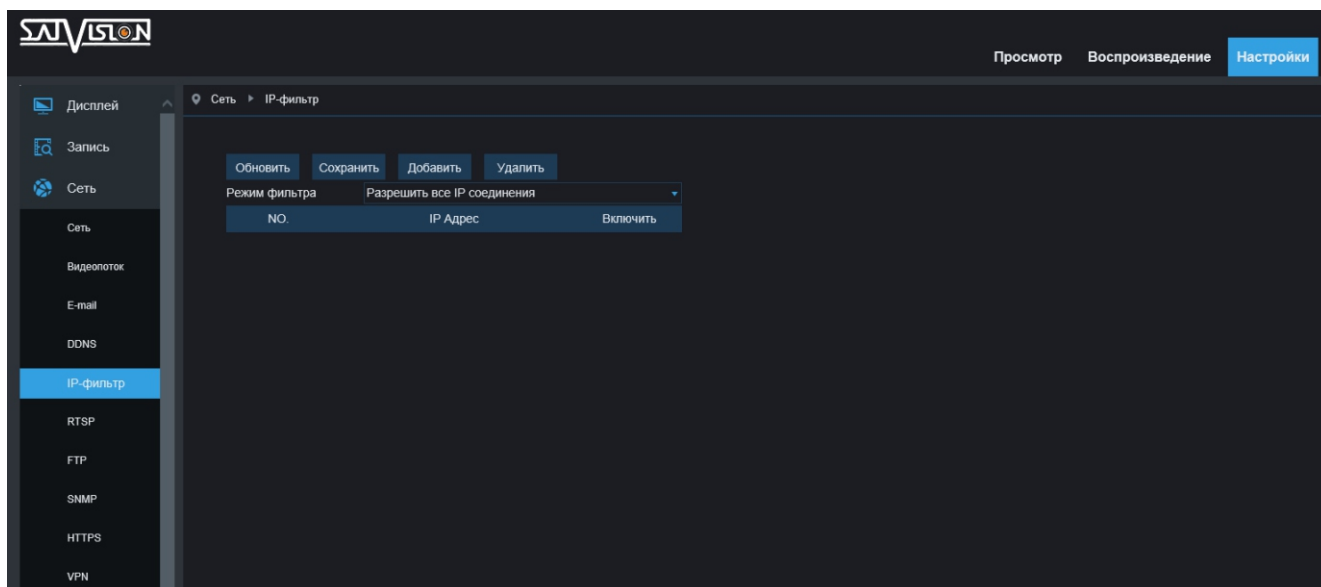 SATVISION
Просмотр Воспроизведение Настройки
Дисплей
Сеть IP-фильтр
Запись
Обновить Сохранить Добавить Удалить
Сеть
Режим фильтра Разрешить все IP соединения
NO. IP Адрес Включить
Сеть
Видеопоток
E-mail
DDNS
IP-фильтр
RTSP
FTP
SNMP
HTTPS
VPN